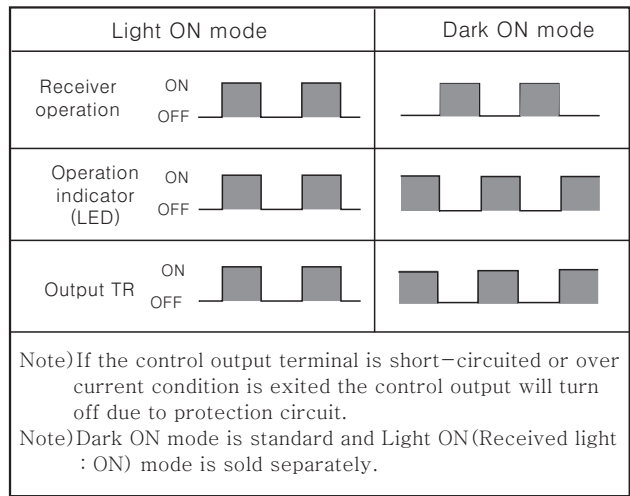 Light ON mode
Dark ON mode
Receiver operation
ON
OFF
Operation indicator (LED)
ON
OFF
Output TR
ON
OFF
Note)If the control output terminal is short-circuited or over
current condition is exited the control output will turn
off due to protection circuit.
Note)Dark ON mode is standard and Light ON(Received light
: ON) mode is sold separately.